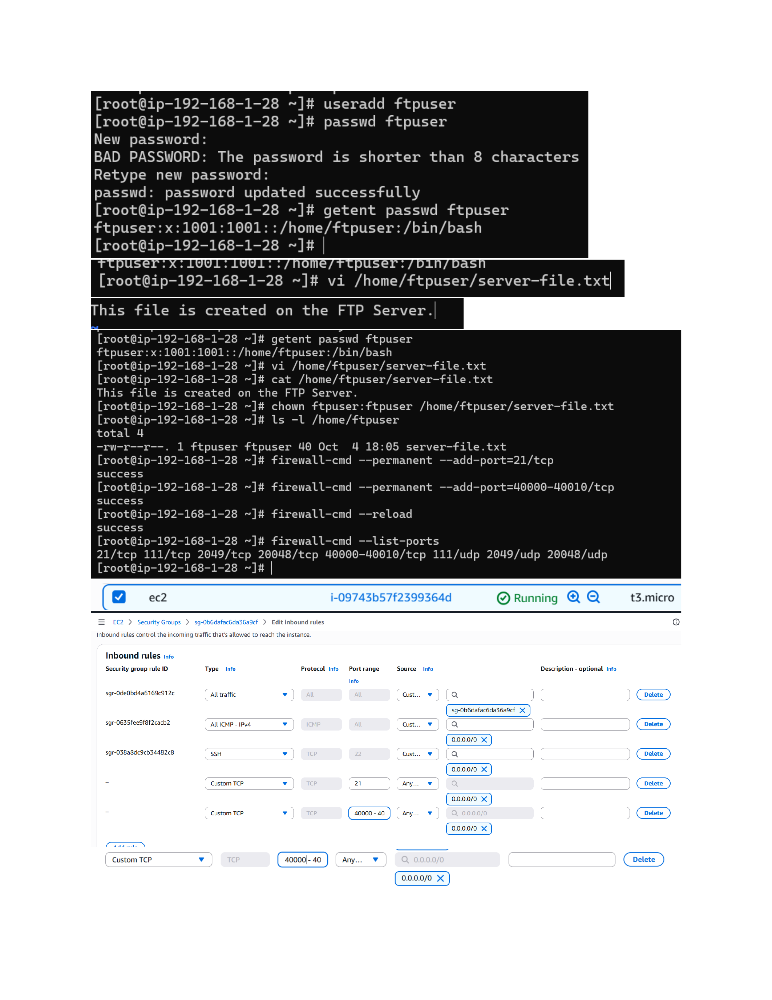 [root@ip-192-168-1-28 ~]# useradd ftpuser
[root@ip-192-168-1-28 ~]# passwd ftpuser
New password:
BAD PASSWORD: The password is shorter than 8 characters
Retype new password:
passwd: password updated successfully
[root@ip-192-168-1-28 ~]# getent passwd ftpuser
ftpuser:x:1001:1001::/home/ftpuser:/bin/bash
[root@ip-192-168-1-28 ~]#
ftpuser:x:1001:1001::/home/ftpuser:/bin/bash
[root@ip-192-168-1-28 ~]# vi /home/ftpuser/server-file.txt
This file is created on the FTP Server.
~
[root@ip-192-168-1-28 ~]# getent passwd ftpuser
ftpuser:x:1001:1001::/home/ftpuser:/bin/bash
[root@ip-192-168-1-28 ~]# vi /home/ftpuser/server-file.txt
[root@ip-192-168-1-28 ~]# cat /home/ftpuser/server-file.txt
This file is created on the FTP Server.
[root@ip-192-168-1-28 ~]# chown ftpuser:ftpuser /home/ftpuser/server-file.txt
[root@ip-192-168-1-28 ~]# ls -l /home/ftpuser
total 4
-rw-r--r--. 1 ftpuser ftpuser 40 Oct  4 18:05 server-file.txt
[root@ip-192-168-1-28 ~]# firewall-cmd --permanent --add-port=21/tcp
success
[root@ip-192-168-1-28 ~]# firewall-cmd --permanent --add-port=40000-40010/tcp
success
[root@ip-192-168-1-28 ~]# firewall-cmd --reload
success
[root@ip-192-168-1-28 ~]# firewall-cmd --list-ports
21/tcp 111/tcp 2049/tcp 20048/tcp 40000-40010/tcp 111/udp 2049/udp 20048/udp
[root@ip-192-168-1-28 ~]#
ec2 i-09743b57f2399364d Running t3.micro
EC2 > Security Groups > sg-0b6dafac6da36a9cf > Edit inbound rules
Inbound rules control the incoming traffic that's allowed to reach the instance.
Inbound rules Info
Security group rule ID Type Info Protocol Info Port range Source Info Description - optional Info
Info
sgr-0de0bd4a6169c912c All traffic All All Cust... Delete
sg-0b6dafac6da36a9cf
sgr-0635fee9f8f2cacb2 All ICMP - IPv4 ICMP All Cust... Delete
0.0.0.0/0
sgr-038a8dc9cb34482c8 SSH TCP 22 Cust... Delete
0.0.0.0/0
– Custom TCP TCP 21 Any... Delete
0.0.0.0/0
– Custom TCP TCP 40000 - 40 Any... 0.0.0.0/0 Delete
0.0.0.0/0
Add rule
Custom TCP TCP 40000 - 40 Any... 0.0.0.0/0 Delete
0.0.0.0/0